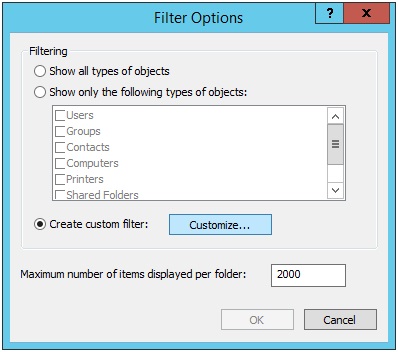 Filter Options
?
x
Filtering
Show all types of objects
Show only the following types of objects:
Users
Groups
Contacts
Computers
Printers
Shared Folders
Create custom filter:
Customize...
Maximum number of items displayed per folder:
2000
OK
Cancel